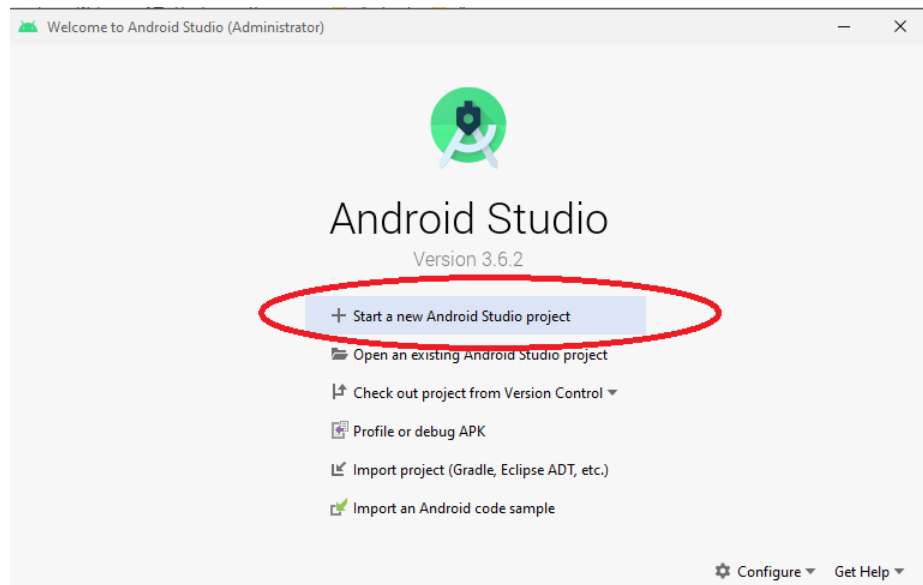 Welcome to Android Studio (Administrator)
Android Studio
Version 3.6.2
Start a new Android Studio project
Open an existing Android Studio project
Check out project from Version Control
Profile or debug APK
Import project (Gradle, Eclipse ADT, etc.)
Import an Android code sample
Configure Get Help